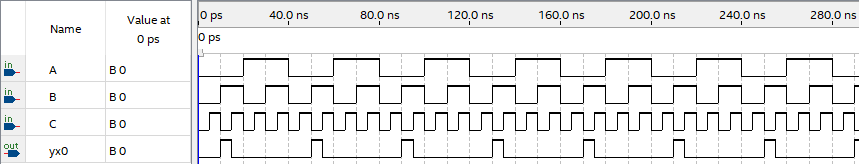 Name Value at 0 ps
0 ps 40.0 ns 80.0 ns 120.0 ns 160.0 ns 200.0 ns 240.0 ns 280.0 ns
0 ps
in A B 0
in B B 0
in C B 0
out yx0 B 0